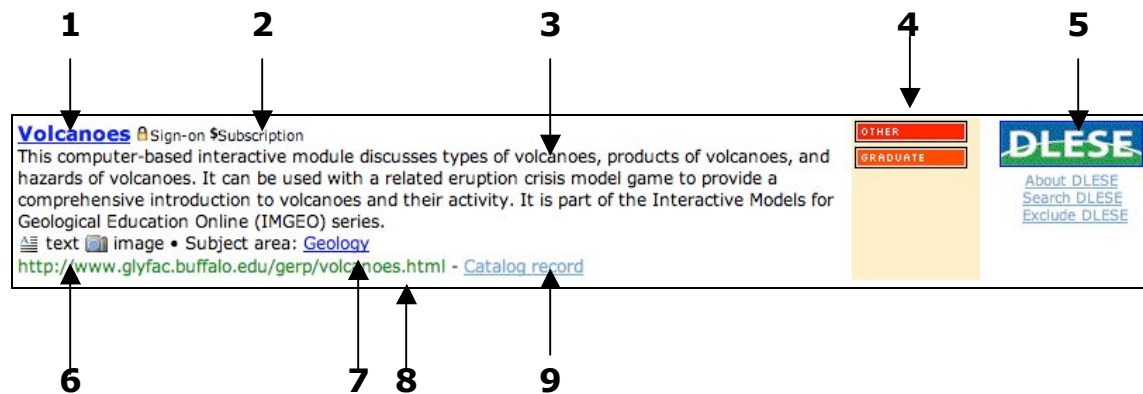 1 2 3 4 5
Volcanoes Sign-on $Subscription
This computer-based interactive module discusses types of volcanoes, products of volcanoes, and
hazards of volcanoes. It can be used with a related eruption crisis model game to provide a
comprehensive introduction to volcanoes and their activity. It is part of the Interactive Models for
Geological Education Online (IMGEO) series.
text image • Subject area: Geology
http://www.glyfac.buffalo.edu/gerp/volcanoes.html - Catalog record
OTHER
GRADUATE
DLESE
About DLESE
Search DLESE
Exclude DLESE
6 7 8 9